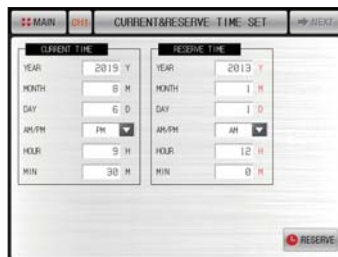 MAIN CH1 CURRENT&RESERVE TIME SET NEXT
CURRENT TIME
YEAR 2019 Y
MONTH 8 M
DAY 6 D
AM/PM PM
HOUR 9 H
MIN 30 M
RESERVE TIME
YEAR 2013 Y
MONTH 1 M
DAY 1 D
AM/PM AM
HOUR 12 H
MIN 0 M
RESERVE